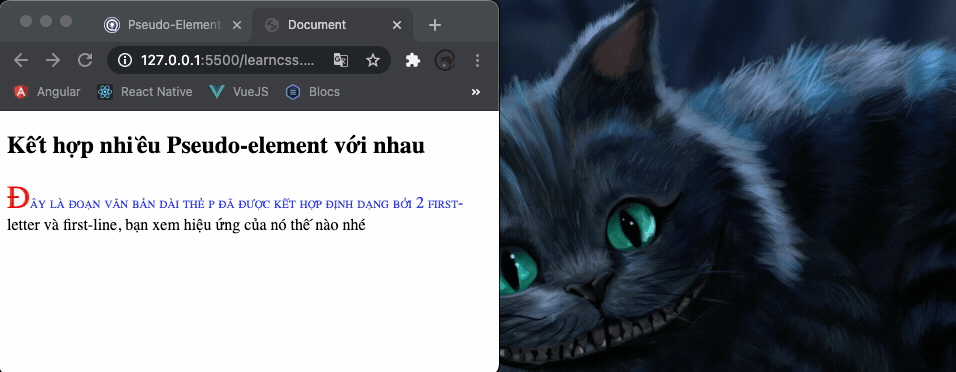 Pseudo-Element
Document
127.0.0.1:5500/learncss....
Angular
React Native
VueJS
Blocs
»
Kết hợp nhiều Pseudo-element với nhau
Đây là đoạn văn bản dài thẻ p đã được kết hợp định dạng bởi 2 first-
letter và first-line, bạn xem hiệu ứng của nó thế nào nhé